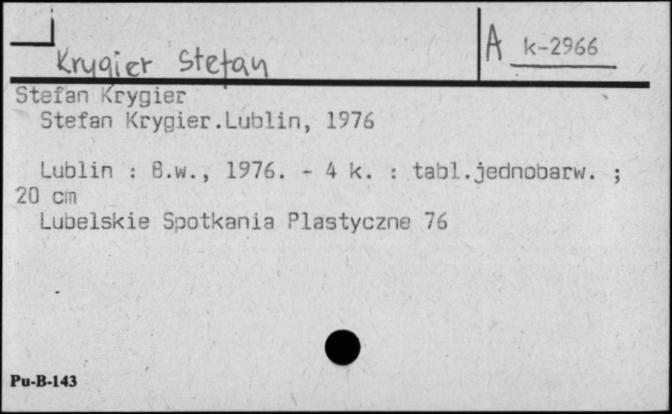 Krygier Stefan
A k-2966
Stefan Krygier
Stefan Krygier.Lublin, 1976
Lublin : B.w., 1976. - 4 k. : tabl.jednobarw. ;
20 cm
Lubelskie Spotkania Plastyczne 76
Pu-B-143